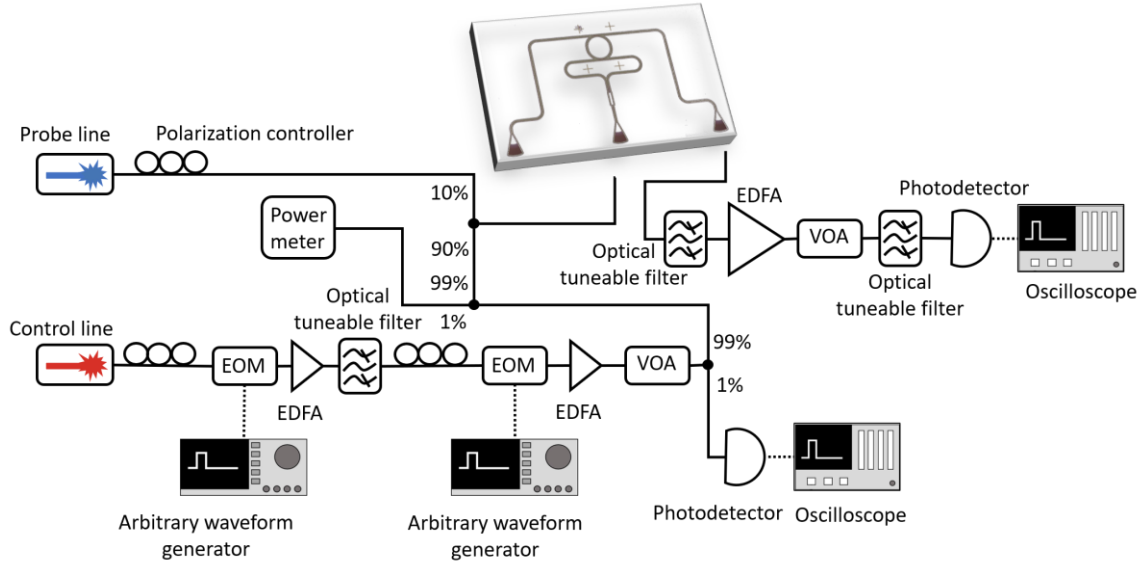 Probe line
Polarization controller
10%
Power
meter
90%
99%
1%
EDFA
Photodetector
VOA
Optical
tuneable filter
Optical
tuneable filter
Oscilloscope
Optical
tuneable filter
Control line
EOM
EDFA
EOM
EDFA
VOA
99%
1%
Arbitrary waveform
generator
Arbitrary waveform
generator
Photodetector
Oscilloscope